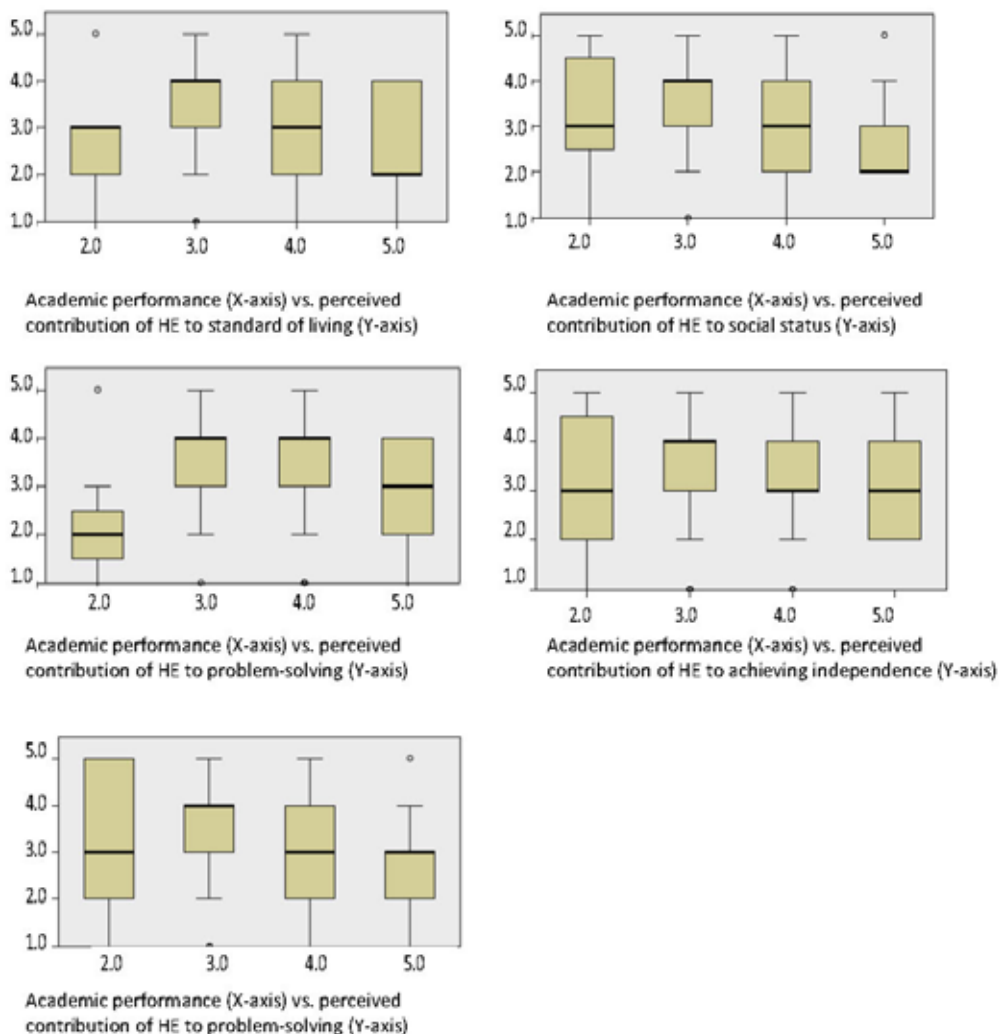 5.0
4.0
3.0
2.0
1.0
2.0 3.0 4.0 5.0
Academic performance (X-axis) vs. perceived
contribution of HE to standard of living (Y-axis)
5.0
4.0
3.0
2.0
1.0
2.0 3.0 4.0 5.0
Academic performance (X-axis) vs. perceived
contribution of HE to social status (Y-axis)
5.0
4.0
3.0
2.0
1.0
2.0 3.0 4.0 5.0
Academic performance (X-axis) vs. perceived
contribution of HE to problem-solving (Y-axis)
5.0
4.0
3.0
2.0
1.0
2.0 3.0 4.0 5.0
Academic performance (X-axis) vs. perceived
contribution of HE to achieving independence (Y-axis)
5.0
4.0
3.0
2.0
1.0
2.0 3.0 4.0 5.0
Academic performance (X-axis) vs. perceived
contribution of HE to problem-solving (Y-axis)